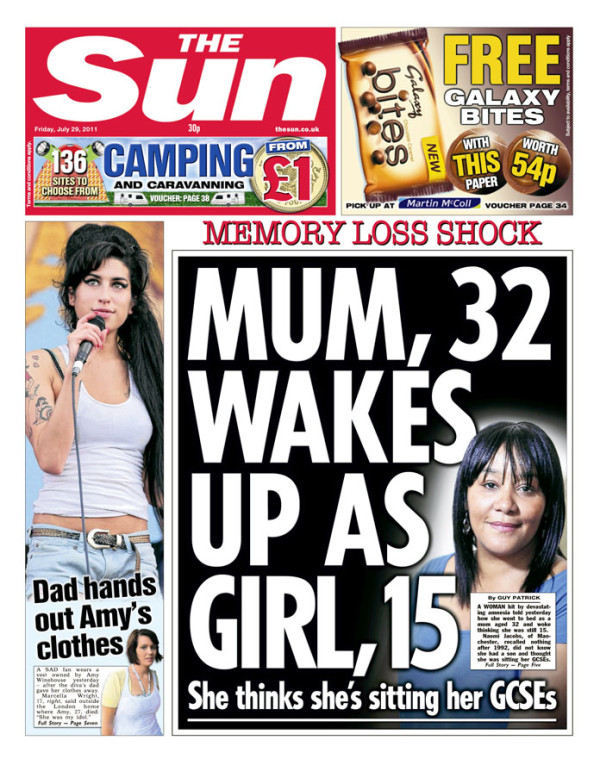 THE
Sun
Friday, July 29, 2011
30p
thesun.co.uk
Terms and conditions apply
136
SITES TO
CHOOSE FROM
CAMPING
AND CARAVANNING
VOUCHER: PAGE 38
FROM
£1
Galaxy
bites
NEW
FREE
GALAXY
BITES
WITH
THIS
PAPER
WORTH
54p
Subject to availability, terms and conditions apply
PICK UP AT Martin McColl VOUCHER PAGE 34
MEMORY LOSS SHOCK
MUM, 32
WAKES
UP AS
GIRL, 15
She thinks she's sitting her GCSEs
By GUY PATRICK
A WOMAN hit by devastat-
ing amnesia told yesterday
how she went to bed as a
mum aged 32 and woke
thinking she was still 15.
Naomi Jacobs, of Man-
chester, recalled nothing
after 1992, did not know
she had a son and thought
she was sitting her GCSEs.
Full Story — Page Five
Dad hands
out Amy's
clothes
A SAD fan wears a
vest owned by Amy
Winehouse yesterday
– after the diva's dad
gave her clothes away.
Marcella Wright,
17, right, said outside
the London home
where Amy, 27, died:
"She was my idol."
Full Story — Page Seven